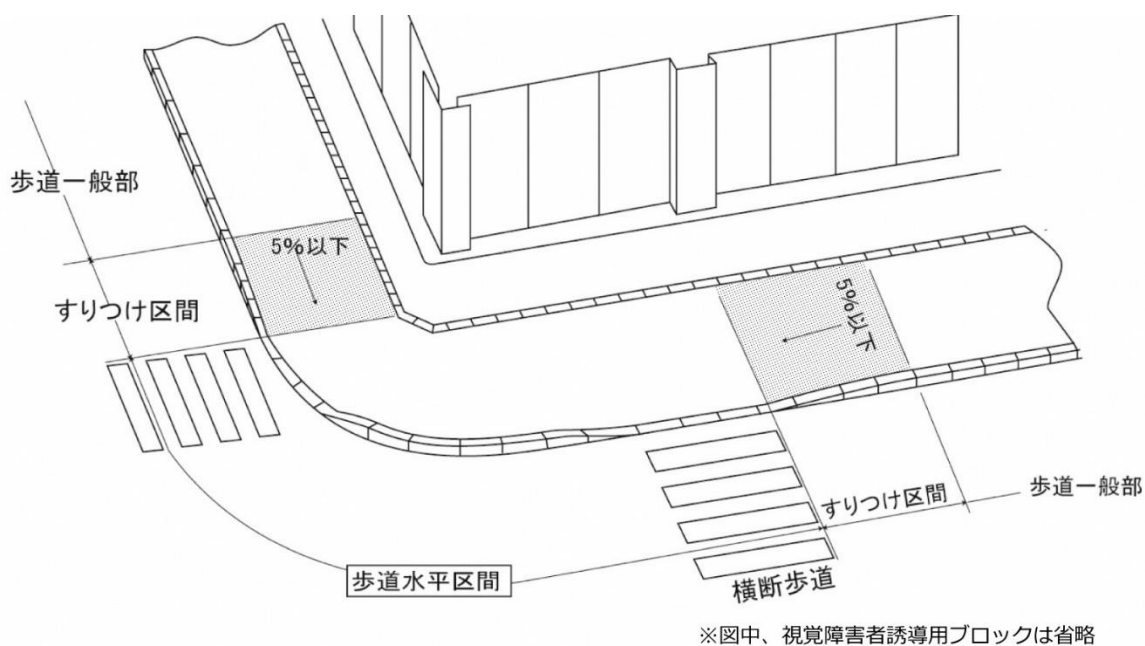 歩道一般部
5%以下
すりつけ区間
5%以下
すりつけ区間
歩道一般部
歩道水平区間
横断歩道
※図中、視覚障害者誘導用ブロックは省略